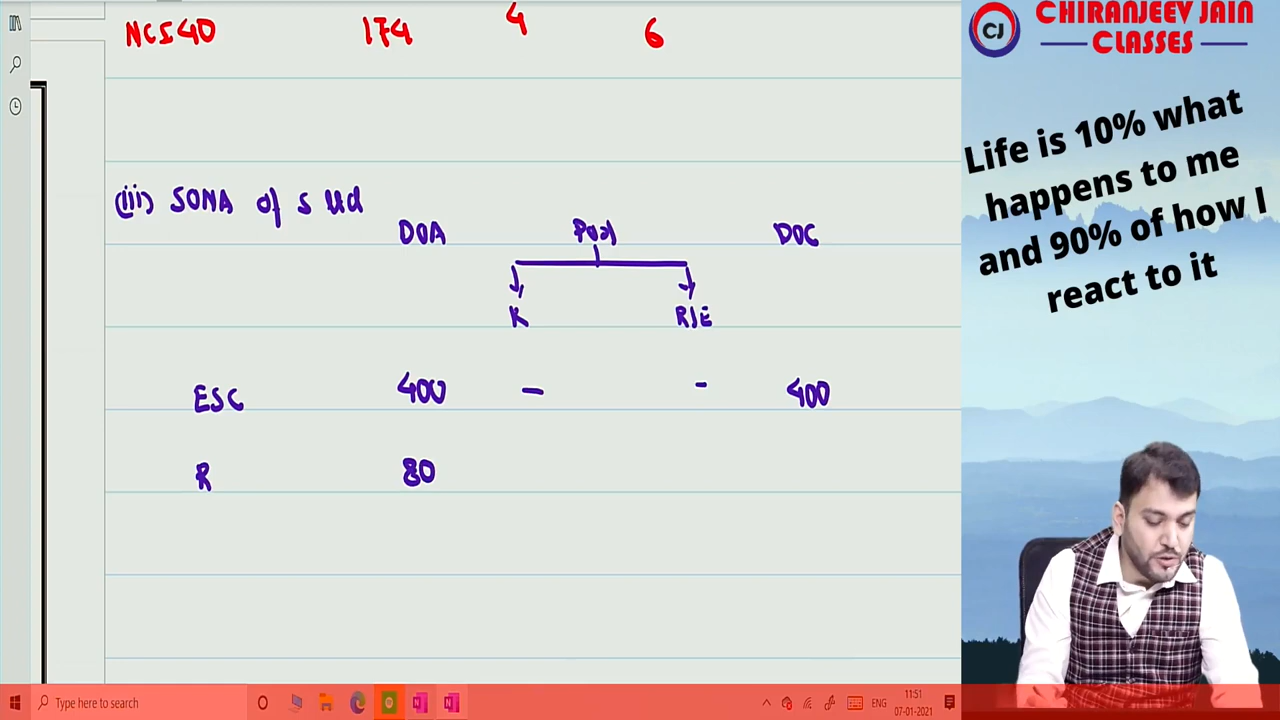 NCI 40 174 4 6
(iii) SONA of S Ltd
DOA Post DOC
R R/E
ESC 400 - - 400
R 80
CHIRANJEEV JAIN
CLASSES
CJ
Life is 10% what
happens to me
and 90% of how I
react to it
Type here to search
ENG
11:51
07-01-2021